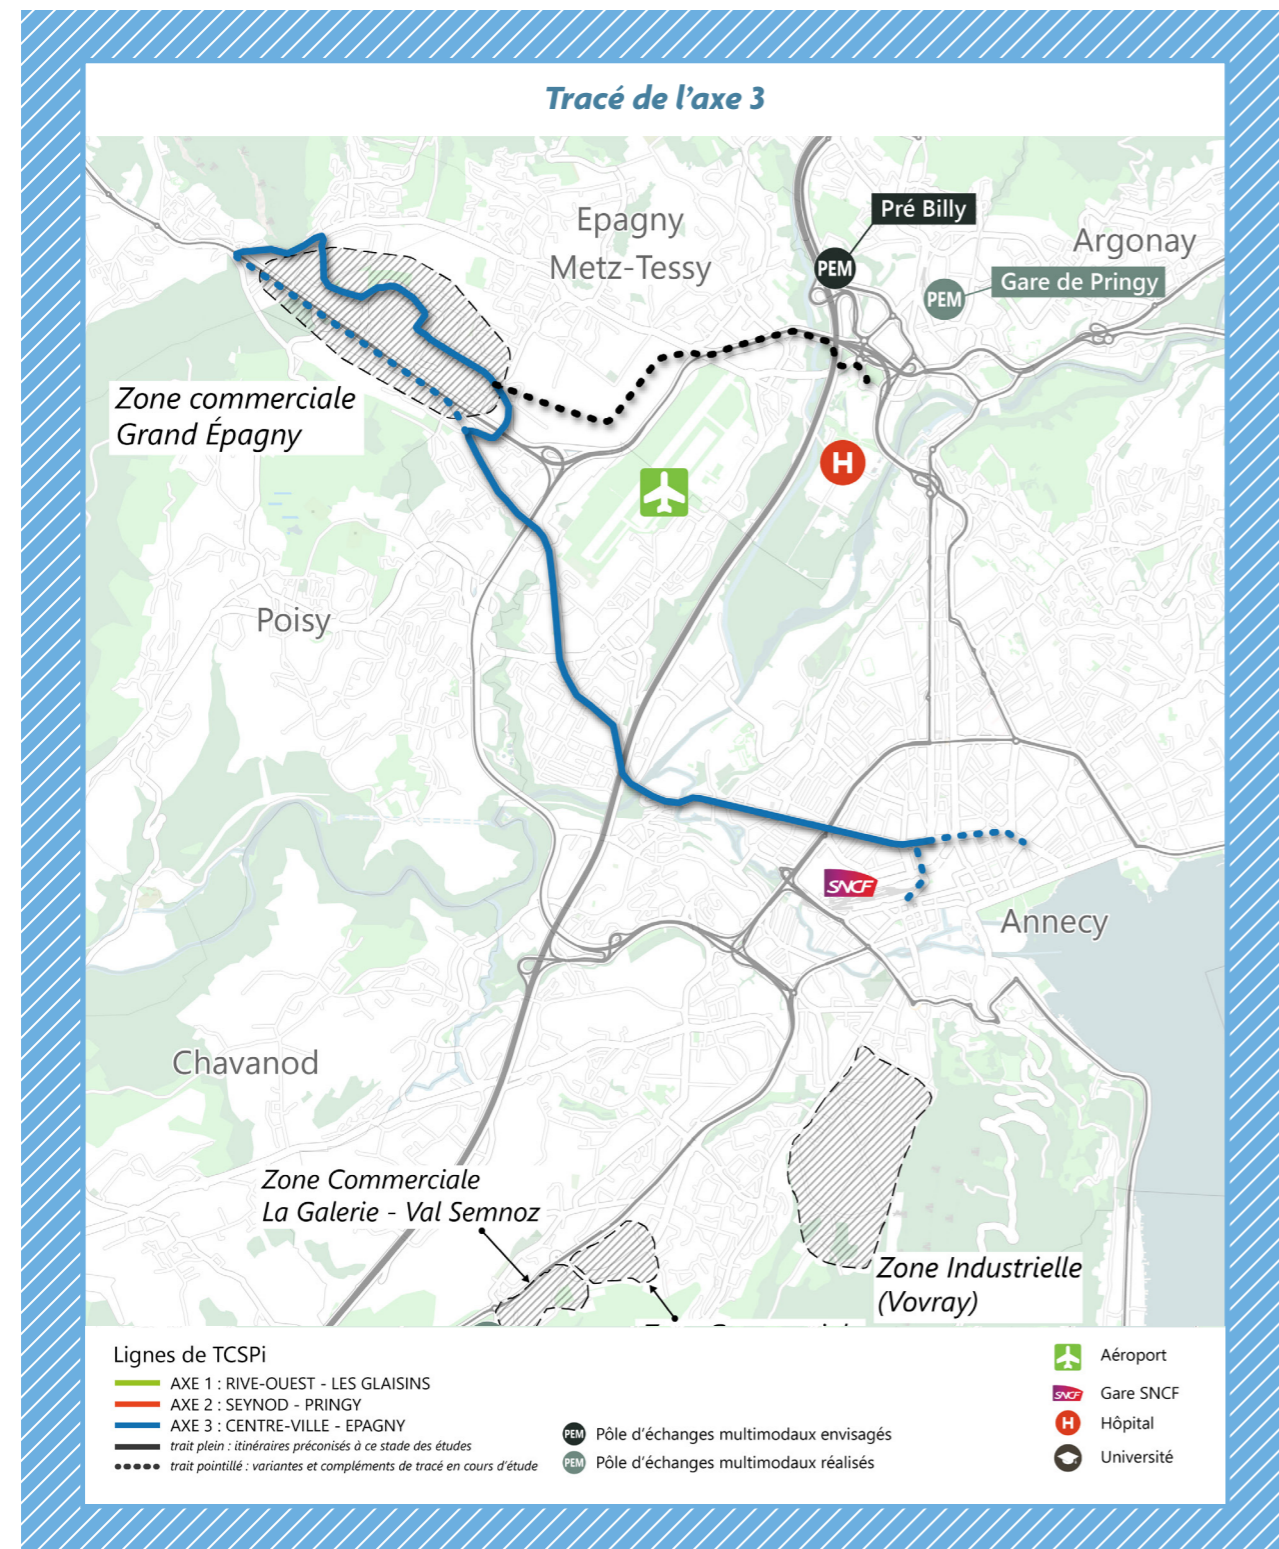 Tracé de l'axe 3
Pré Billy
Epagny
Metz-Tessy
Argonay
PEM
Gare de Pringy
PEM
Zone commerciale
Grand Épagny
H
Poisy
SNCF
Annecy
Chavanod
Zone Commerciale
La Galerie - Val Semnoz
Zone Industrielle
(Vovray)
Lignes de TCSPi
AXE 1 : RIVE-OUEST - LES GLAISINS
AXE 2 : SEYNOD - PRINGY
AXE 3 : CENTRE-VILLE - EPAGNY
trait plein : itinéraires préconisés à ce stade des études
trait pointillé : variantes et compléments de tracé en cours d'étude
PEM Pôle d'échanges multimodaux envisagés
PEM Pôle d'échanges multimodaux réalisés
Aéroport
SNCF Gare SNCF
H Hôpital
Université